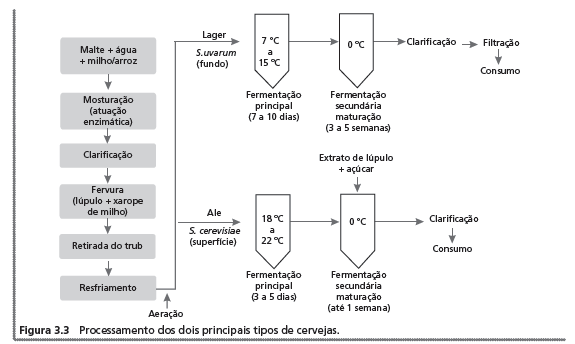 Malte + água
+ milho/arroz
Mosturação
(atuação
enzimática)
Clarificação
Fervura
(lúpulo + xarope
de milho)
Retirada do trub
Resfriamento
Aeração
Lager
S.uvarum
(fundo)
7 °C
a
15 °C
Fermentação
principal
(7 a 10 dias)
0 °C
Fermentação
secundária
maturação
(3 a 5 semanas)
Clarificação
Filtração
Consumo
Ale
S. cerevisiae
(superfície)
18 °C
a
22 °C
Fermentação
principal
(3 a 5 dias)
Extrato de lúpulo
+ açúcar
0 °C
Fermentação
secundária
maturação
(até 1 semana)
Clarificação
Consumo
Figura 3.3 Processamento dos dois principais tipos de cervejas.